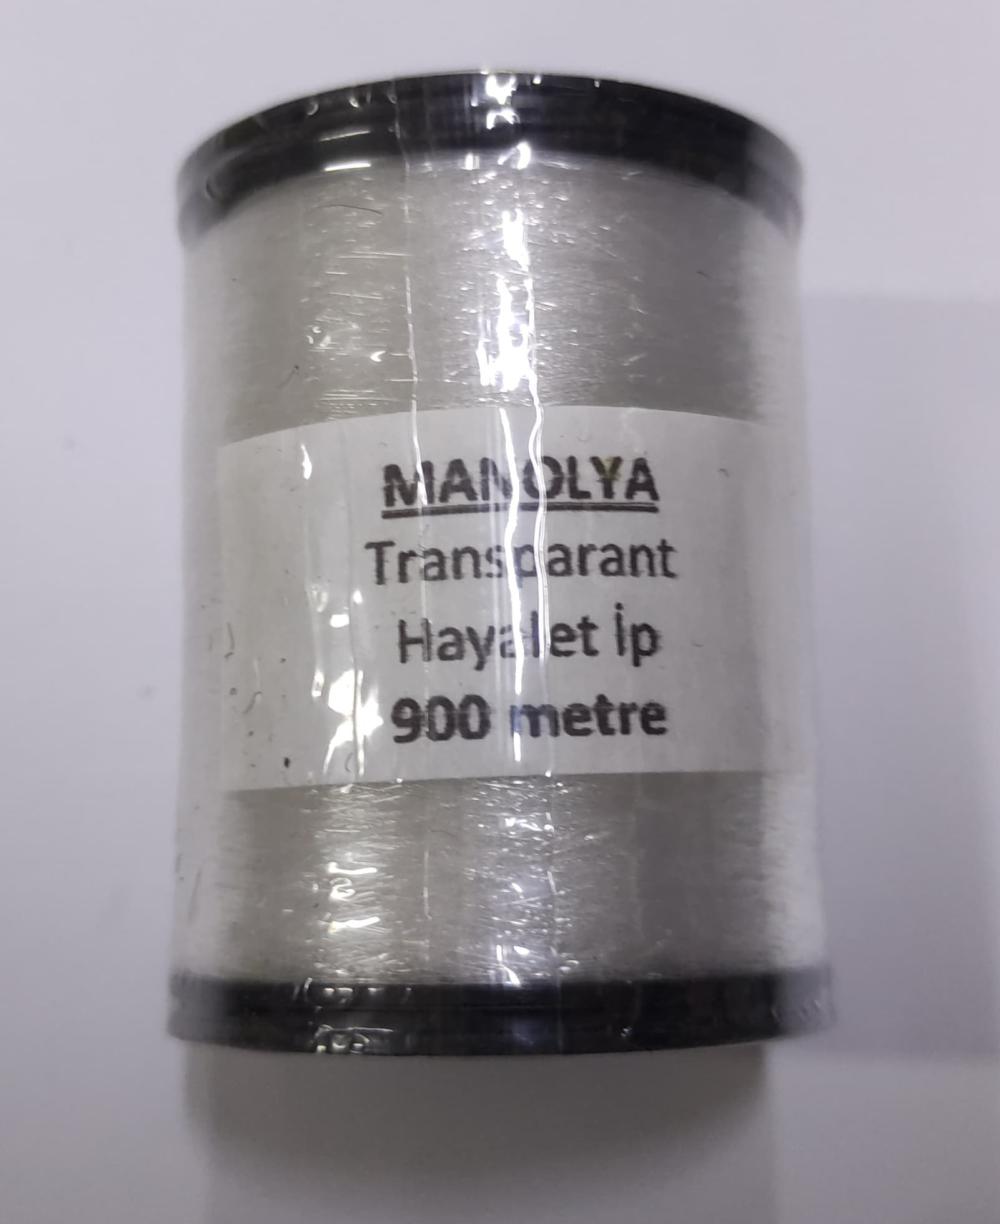 MANOLYA
Transparant
Hayalet İp
900 metre